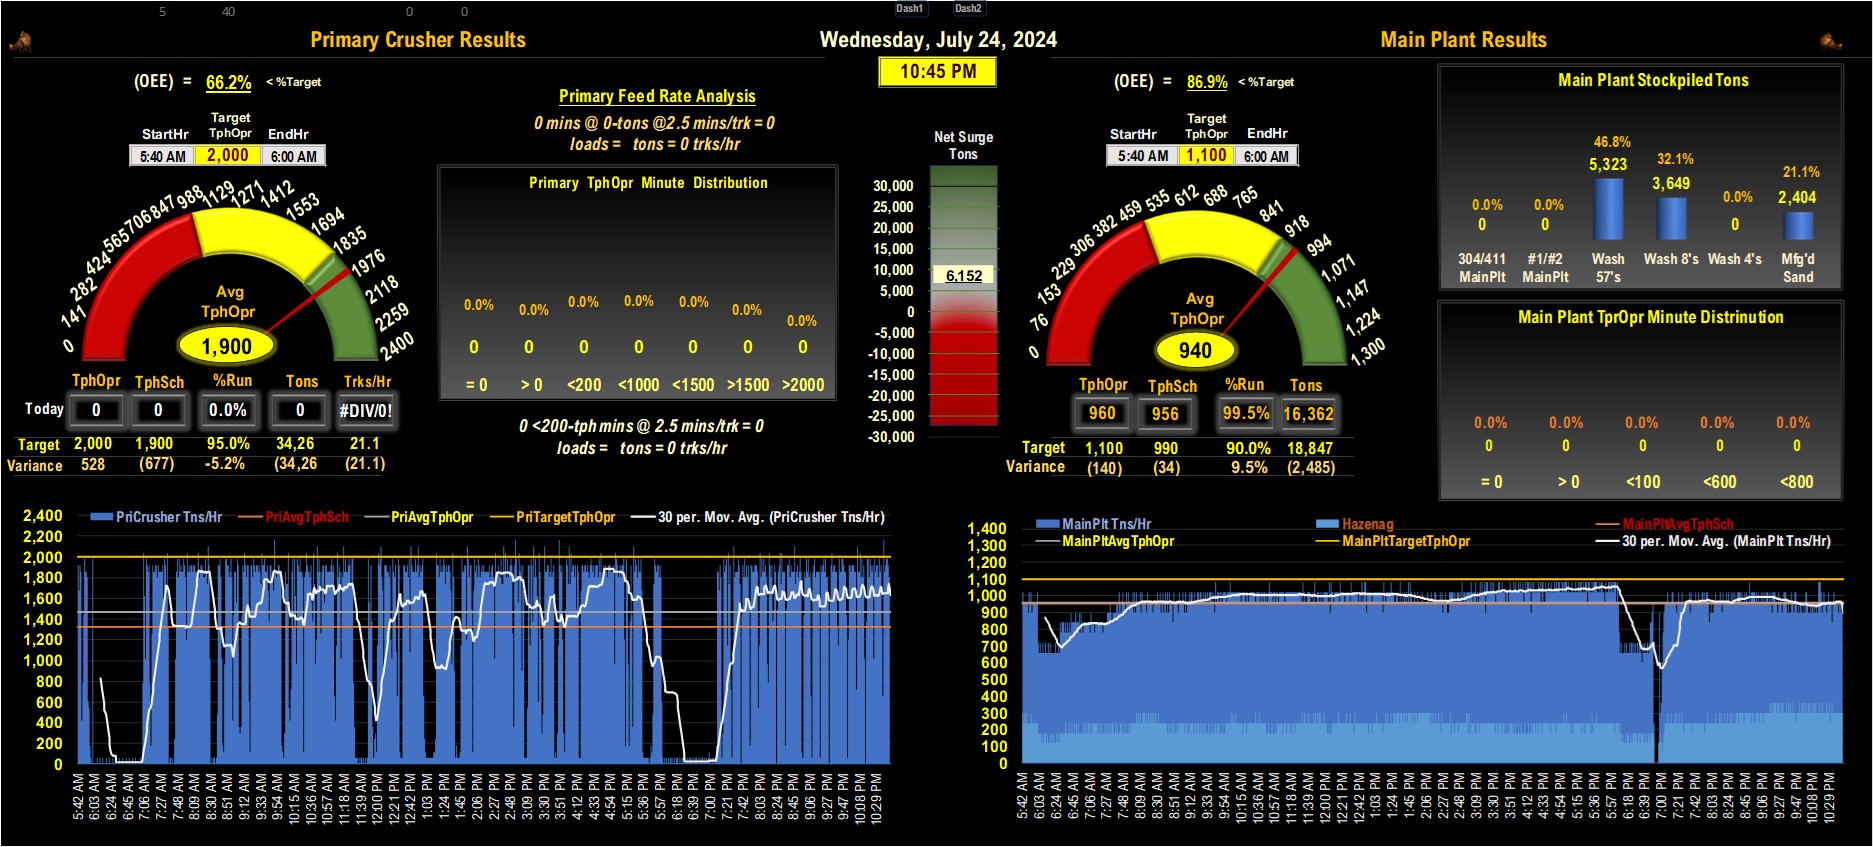 5 40 0 0 Dash1 Dash2
Primary Crusher Results
Wednesday, July 24, 2024
Main Plant Results
10:45 PM
(OEE) = 66.2% < %Target
StartHr Target TphOpr EndHr
5:40 AM 2,000 6:00 AM
0 141 282 424 565 706 847 988 1129 1271 1412 1553 1694 1835 1976 2118 2259 2400
Avg
TphOpr
1,900
TphOpr TphSch %Run Tons Trks/Hr
Today 0 0 0.0% 0 #DIV/0!
Target 2,000 1,900 95.0% 34,26 21.1
Variance 528 (677) -5.2% (34,26 (21.1)
Primary Feed Rate Analysis
0 mins @ 0-tons @2.5 mins/trk = 0
loads = tons = 0 trks/hr
Primary TphOpr Minute Distribution
0.0% 0.0% 0.0% 0.0% 0.0% 0.0% 0.0%
0 0 0 0 0 0 0
= 0 > 0 <200 <1000 <1500 >1500 >2000
0 <200-tph mins @ 2.5 mins/trk = 0
loads = tons = 0 trks/hr
Net Surge
Tons
30,000
25,000
20,000
15,000
10,000
6,152
5,000
0
-5,000
-10,000
-15,000
-20,000
-25,000
-30,000
(OEE) = 86.9% < %Target
StartHr Target TphOpr EndHr
5:40 AM 1,100 6:00 AM
0 76 153 229 306 382 459 535 612 688 765 841 918 994 1,071 1,147 1,224 1,300
Avg
TphOpr
940
TphOpr TphSch %Run Tons
960 956 99.5% 16,362
Target 1,100 990 90.0% 18,847
Variance (140) (34) 9.5% (2,485)
Main Plant Stockpiled Tons
0.0% 0.0% 46.8% 32.1% 0.0% 21.1%
0 0 5,323 3,649 0 2,404
304/411 #1/#2 Wash Wash 8's Wash 4's Mfg'd
MainPlt MainPlt 57's Sand
Main Plant TprOpr Minute Distrinution
0.0% 0.0% 0.0% 0.0% 0.0%
0 0 0 0 0
= 0 > 0 <100 <600 <800
PriCrusher Tns/Hr PriAvgTphSch PriAvgTphOpr PriTargetTphOpr 30 per. Mov. Avg. (PriCrusher Tns/Hr)
2,400
2,200
2,000
1,800
1,600
1,400
1,200
1,000
800
600
400
200
0
5:42 AM 6:03 AM 6:24 AM 6:45 AM 7:06 AM 7:27 AM 7:48 AM 8:09 AM 8:30 AM 8:51 AM 9:12 AM 9:33 AM 9:54 AM 10:15 AM 10:36 AM 10:57 AM 11:18 AM 11:39 AM 12:00 PM 12:21 PM 12:42 PM 1:03 PM 1:24 PM 1:45 PM 2:06 PM 2:27 PM 2:48 PM 3:09 PM 3:30 PM 3:51 PM 4:12 PM 4:33 PM 4:54 PM 5:15 PM 5:36 PM 5:57 PM 6:18 PM 6:39 PM 7:00 PM 7:21 PM 7:42 PM 8:03 PM 8:24 PM 8:45 PM 9:06 PM 9:27 PM 9:47 PM 10:08 PM 10:29 PM
MainPlt Tns/Hr Hazenag MainPltAvgTphSch
MainPltAvgTphOpr MainPltTargetTphOpr 30 per. Mov. Avg. (MainPlt Tns/Hr)
1,400
1,300
1,200
1,100
1,000
900
800
700
600
500
400
300
200
100
0
5:42 AM 6:03 AM 6:24 AM 6:45 AM 7:06 AM 7:27 AM 7:48 AM 8:09 AM 8:30 AM 8:51 AM 9:12 AM 9:33 AM 9:54 AM 10:15 AM 10:36 AM 10:57 AM 11:18 AM 11:39 AM 12:00 PM 12:21 PM 12:42 PM 1:03 PM 1:24 PM 1:45 PM 2:06 PM 2:27 PM 2:48 PM 3:09 PM 3:30 PM 3:51 PM 4:12 PM 4:33 PM 4:54 PM 5:15 PM 5:36 PM 5:57 PM 6:18 PM 6:39 PM 7:00 PM 7:21 PM 7:42 PM 8:03 PM 8:24 PM 8:45 PM 9:06 PM 9:27 PM 9:47 PM 10:08 PM 10:29 PM